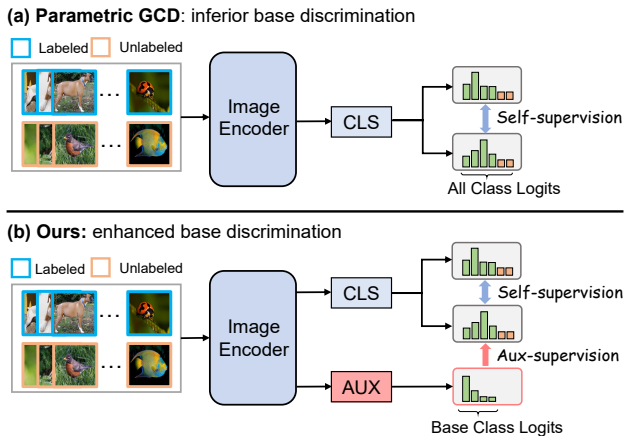 (a) Parametric GCD: inferior base discrimination
Labeled
Unlabeled
...
...
Image
Encoder
CLS
Self-supervision
All Class Logits
(b) Ours: enhanced base discrimination
Labeled
Unlabeled
...
...
Image
Encoder
CLS
Self-supervision
Aux-supervision
AUX
Base Class Logits